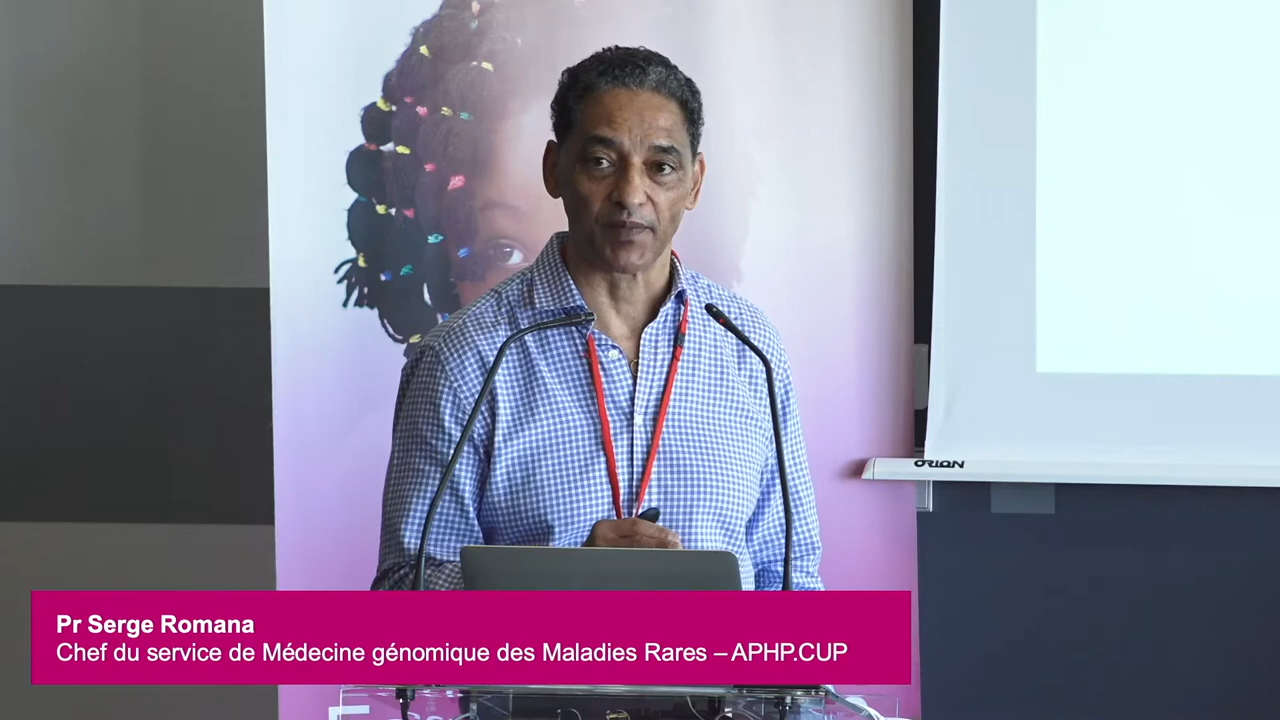 ORION
Pr Serge Romana
Chef du service de Médecine génomique des Maladies Rares – APHP.CUP